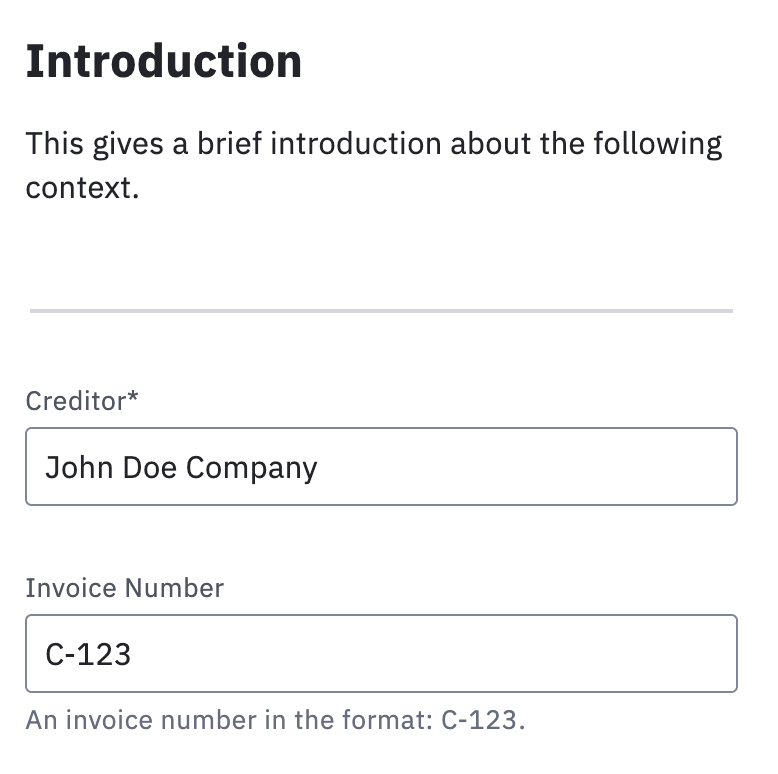 Introduction
This gives a brief introduction about the following
context.
Creditor*
John Doe Company
Invoice Number
C-123
An invoice number in the format: C-123.